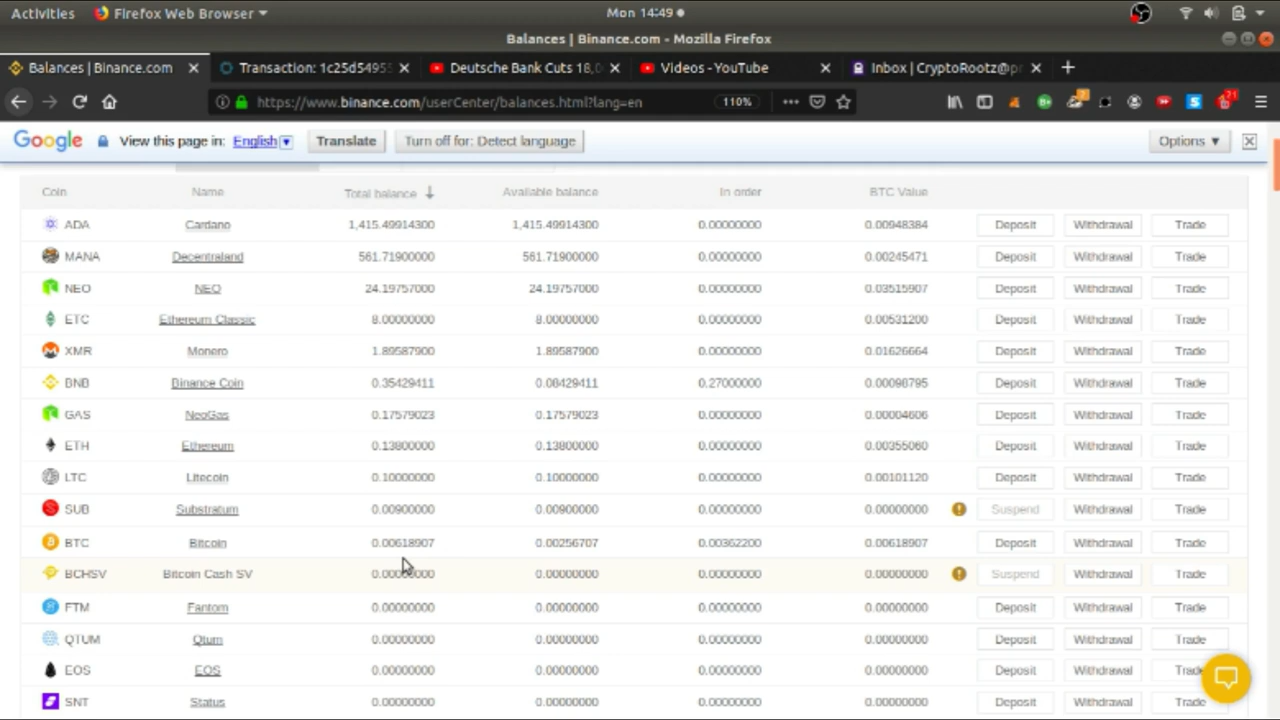 Activities Firefox Web Browser Mon 14:49
Balances | Binance.com - Mozilla Firefox
Balances | Binance.com Transaction: 1c25d5495 Deutsche Bank Cuts 18,0 Videos - YouTube Inbox | CryptoRootz@p
https://www.binance.com/userCenter/balances.html?lang=en 110%
Google View this page in: English Translate Turn off for: Detect language Options
Coin Name Total balance Available balance In order BTC Value
ADA Cardano 1,415.49914300 1,415.49914300 0.00000000 0.00948384 Deposit Withdrawal Trade
MANA Decentraland 561.71900000 561.71900000 0.00000000 0.00245471 Deposit Withdrawal Trade
NEO NEO 24.19757000 24.19757000 0.00000000 0.03515907 Deposit Withdrawal Trade
ETC Ethereum Classic 8.00000000 8.00000000 0.00000000 0.00531200 Deposit Withdrawal Trade
XMR Monero 1.89587900 1.89587900 0.00000000 0.01626664 Deposit Withdrawal Trade
BNB Binance Coin 0.35429411 0.08429411 0.27000000 0.00098795 Deposit Withdrawal Trade
GAS NeoGas 0.17579023 0.17579023 0.00000000 0.00004606 Deposit Withdrawal Trade
ETH Ethereum 0.13800000 0.13800000 0.00000000 0.00355060 Deposit Withdrawal Trade
LTC Litecoin 0.10000000 0.10000000 0.00000000 0.00101120 Deposit Withdrawal Trade
SUB Substratum 0.00900000 0.00900000 0.00000000 0.00000000 Suspend Withdrawal Trade
BTC Bitcoin 0.00618907 0.00256707 0.00362200 0.00618907 Deposit Withdrawal Trade
BCHSV Bitcoin Cash SV 0.00000000 0.00000000 0.00000000 0.00000000 Suspend Withdrawal Trade
FTM Fantom 0.00000000 0.00000000 0.00000000 0.00000000 Deposit Withdrawal Trade
QTUM Qtum 0.00000000 0.00000000 0.00000000 0.00000000 Deposit Withdrawal Trade
EOS EOS 0.00000000 0.00000000 0.00000000 0.00000000 Deposit Withdrawal Trade
SNT Status 0.00000000 0.00000000 0.00000000 0.00000000 Deposit Withdrawal Trade